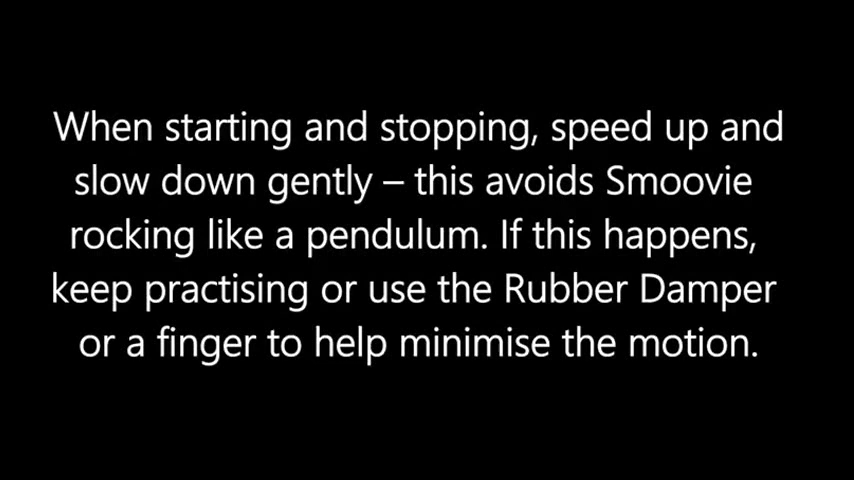 When starting and stopping, speed up and
slow down gently – this avoids Smoovie
rocking like a pendulum. If this happens,
keep practising or use the Rubber Damper
or a finger to help minimise the motion.